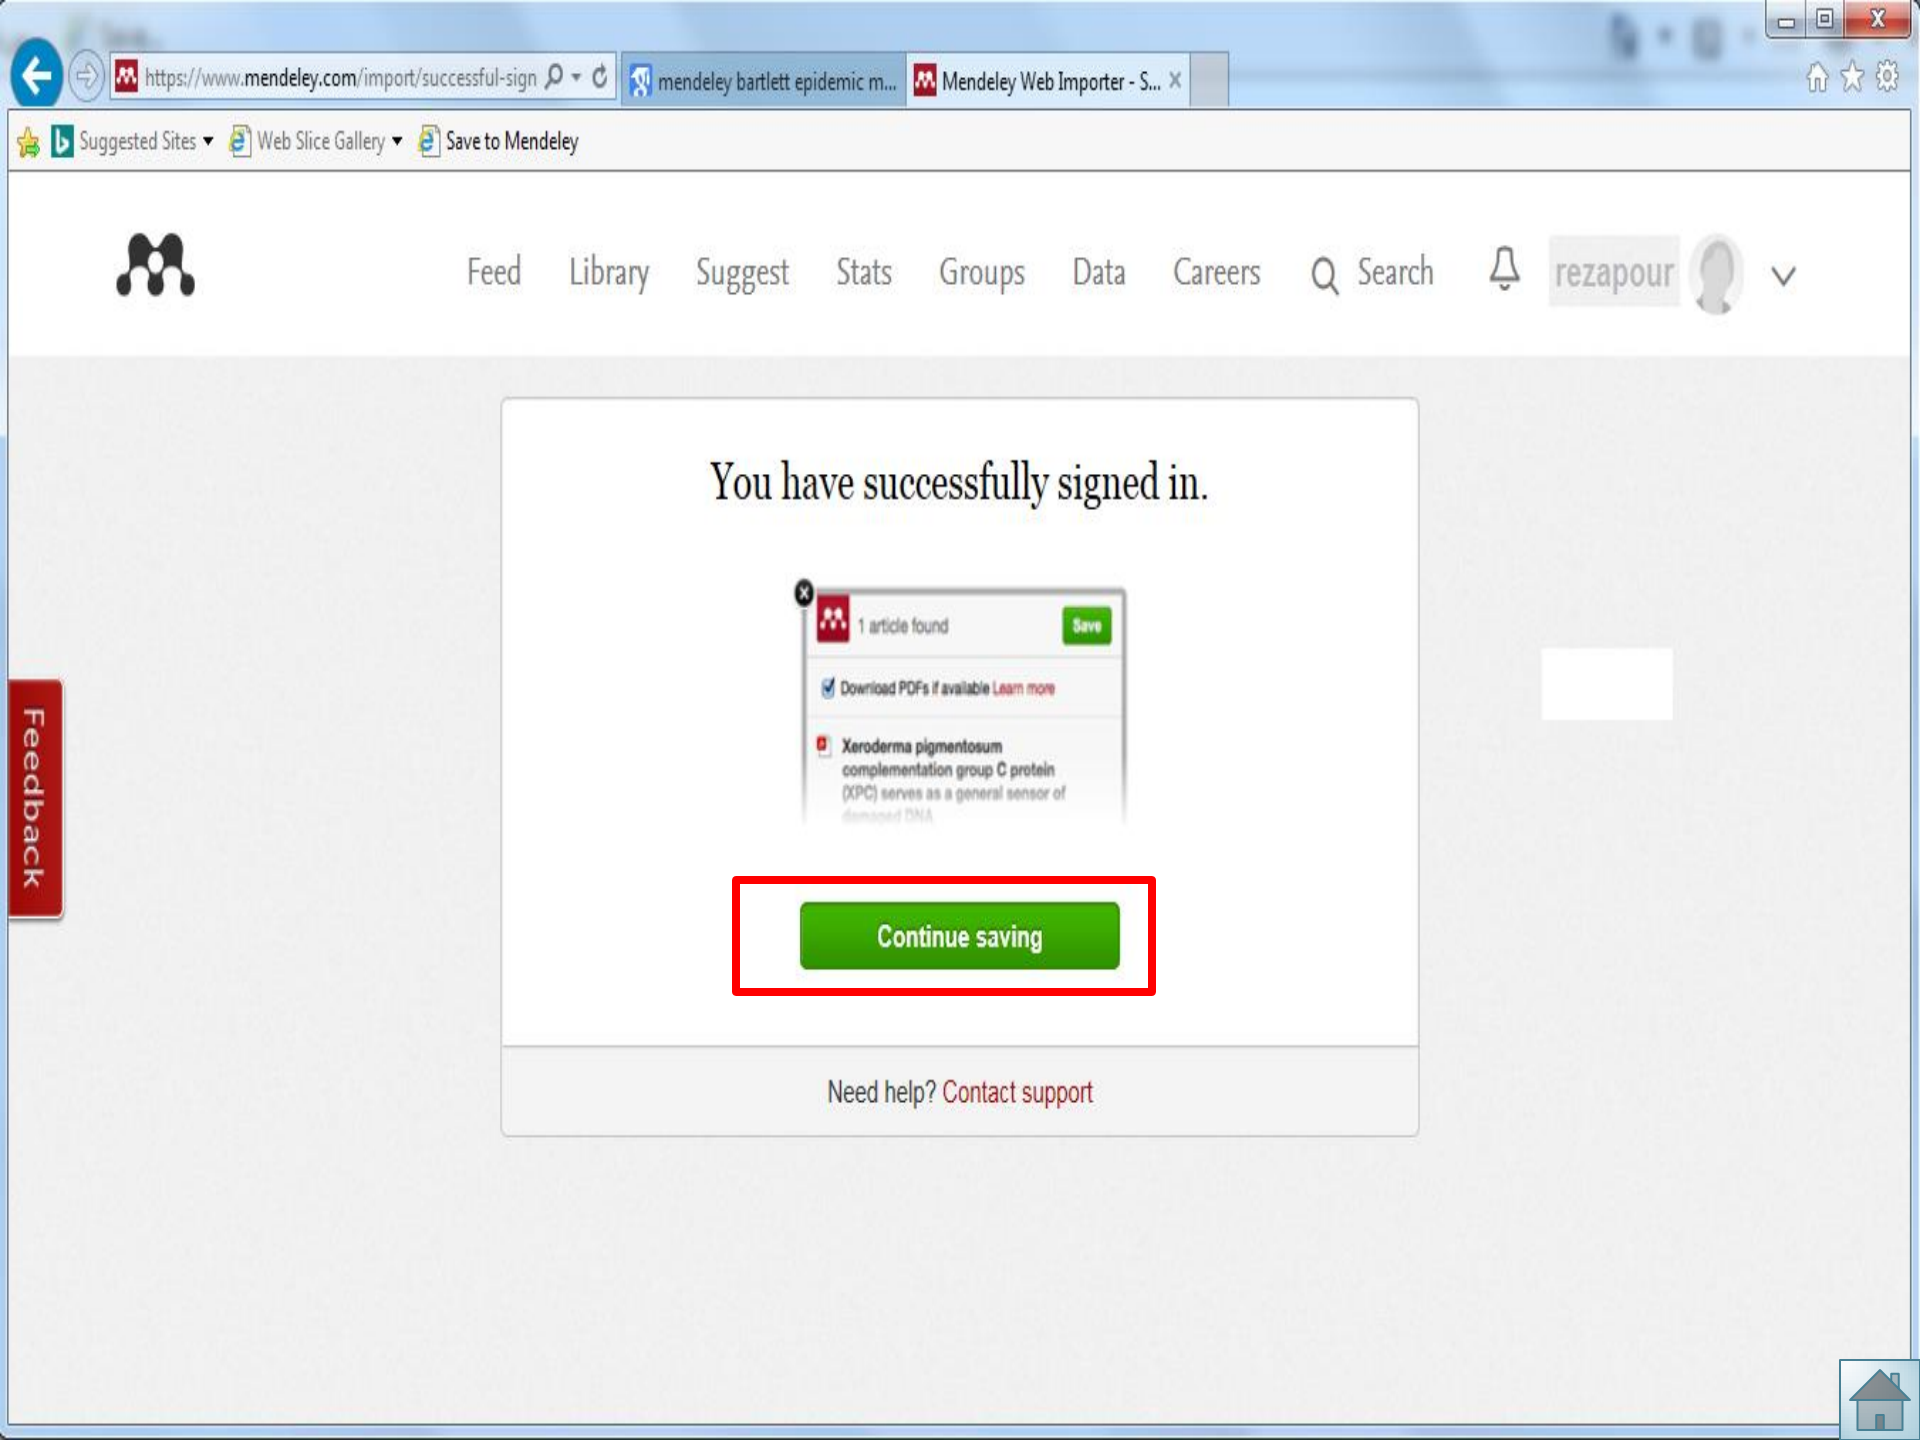 https://www.mendeley.com/import/successful-sign
mendeley bartlett epidemic m...
Mendeley Web Importer - S...
Suggested Sites
Web Slice Gallery
Save to Mendeley
Feed
Library
Suggest
Stats
Groups
Data
Careers
Search
rezapour
You have successfully signed in.
1 article found
Save
Download PDFs if available Learn more
Xeroderma pigmentosum
complementation group C protein
(XPC) serves as a general sensor of
damaged DNA
Feedback
Continue saving
Need help? Contact support